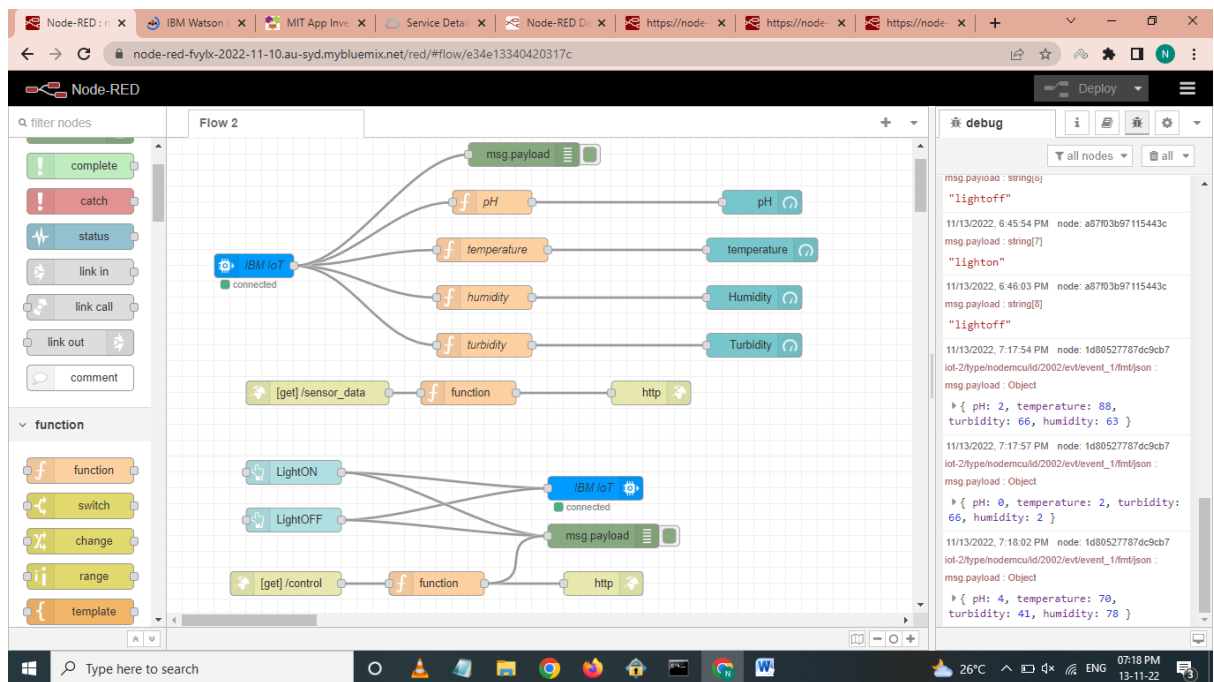 Node-RED : n
IBM Watson
MIT App Inve
Service Detail
Node-RED Da
https://node-
https://node-
https://node-
node-red-fvylx-2022-11-10.au-syd.mybluemix.net/red/#flow/e34e13340420317c
N
Node-RED
Deploy
filter nodes
Flow 2
debug
i
all nodes
all
complete
catch
status
link in
link call
link out
comment
function
function
switch
change
range
template
msg.payload
pH
pH
temperature
temperature
IBM IoT
connected
humidity
Humidity
turbidity
Turbidity
[get] /sensor_data
function
http
LightON
IBM IoT
connected
LightOFF
msg.payload
[get] /control
function
http
msg.payload : string[8]
"lightoff"
11/13/2022, 6:45:54 PM node: a87f03b97115443c
msg.payload : string[7]
"lighton"
11/13/2022, 6:46:03 PM node: a87f03b97115443c
msg.payload : string[8]
"lightoff"
11/13/2022, 7:17:54 PM node: 1d80527787dc9cb7
iot-2/type/nodemcu/id/2002/evt/event_1/fmt/json :
msg.payload : Object
{ pH: 2, temperature: 88,
turbidity: 66, humidity: 63 }
11/13/2022, 7:17:57 PM node: 1d80527787dc9cb7
iot-2/type/nodemcu/id/2002/evt/event_1/fmt/json :
msg.payload : Object
{ pH: 0, temperature: 2, turbidity:
66, humidity: 2 }
11/13/2022, 7:18:02 PM node: 1d80527787dc9cb7
iot-2/type/nodemcu/id/2002/evt/event_1/fmt/json :
msg.payload : Object
{ pH: 4, temperature: 70,
turbidity: 41, humidity: 78 }
Type here to search
26°C
ENG
07:18 PM
13-11-22
3